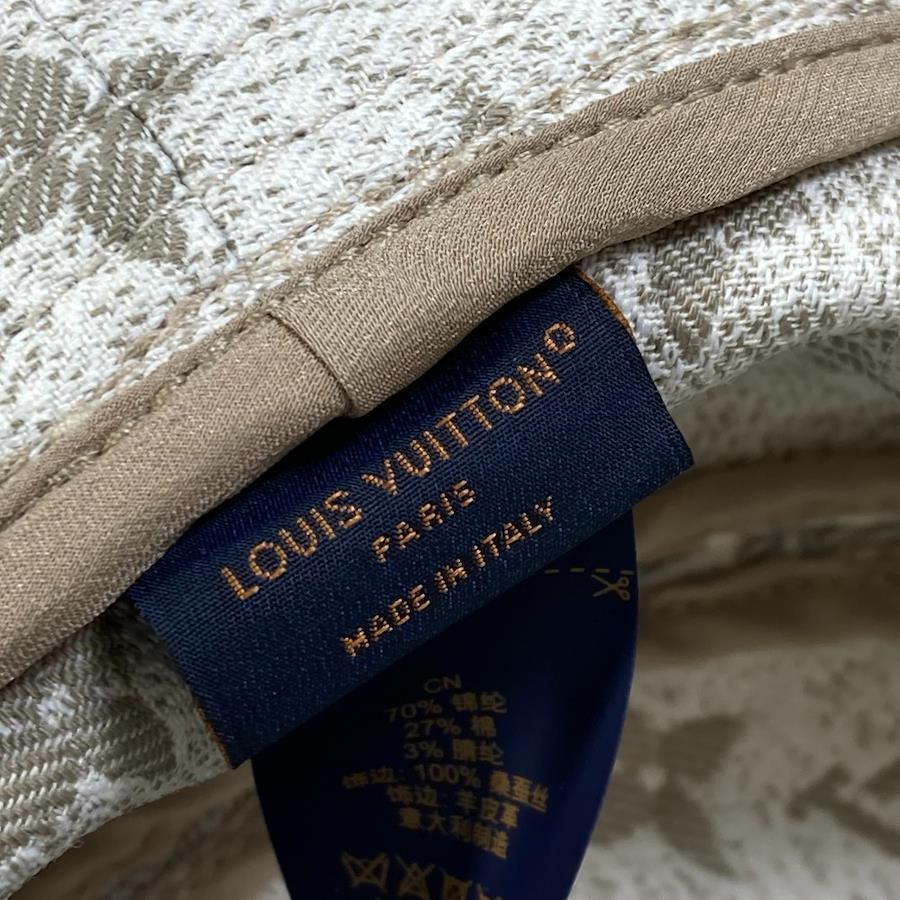 LOUIS VUITTON®
PARIS
MADE IN ITALY
CN
70% 锦纶
27% 棉
3% 腈纶
饰边: 100% 桑蚕丝
饰边: 羊皮革
意大利制造